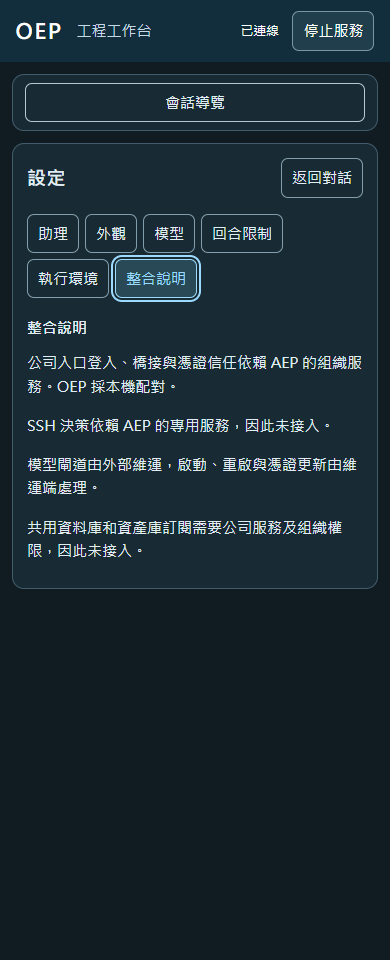 OEP 工程工作台 已連線 停止服務
會話導覽
設定 返回對話
助理 外觀 模型 回合限制
執行環境 整合說明
整合說明
公司入口登入、橋接與憑證信任依賴 AEP 的組織服
務。OEP 採本機配對。
SSH 決策依賴 AEP 的專用服務，因此未接入。
模型閘道由外部維運，啟動、重啟與憑證更新由維
運端處理。
共用資料庫和資產庫訂閱需要公司服務及組織權
限，因此未接入。